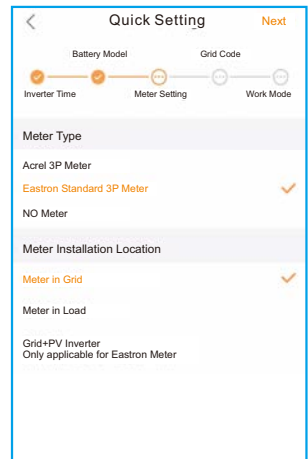 Quick Setting
Next
Battery Model
Grid Code
Inverter Time
Meter Setting
Work Mode
Meter Type
Acrel 3P Meter
Eastron Standard 3P Meter
NO Meter
Meter Installation Location
Meter in Grid
Meter in Load
Grid+PV Inverter
Only applicable for Eastron Meter